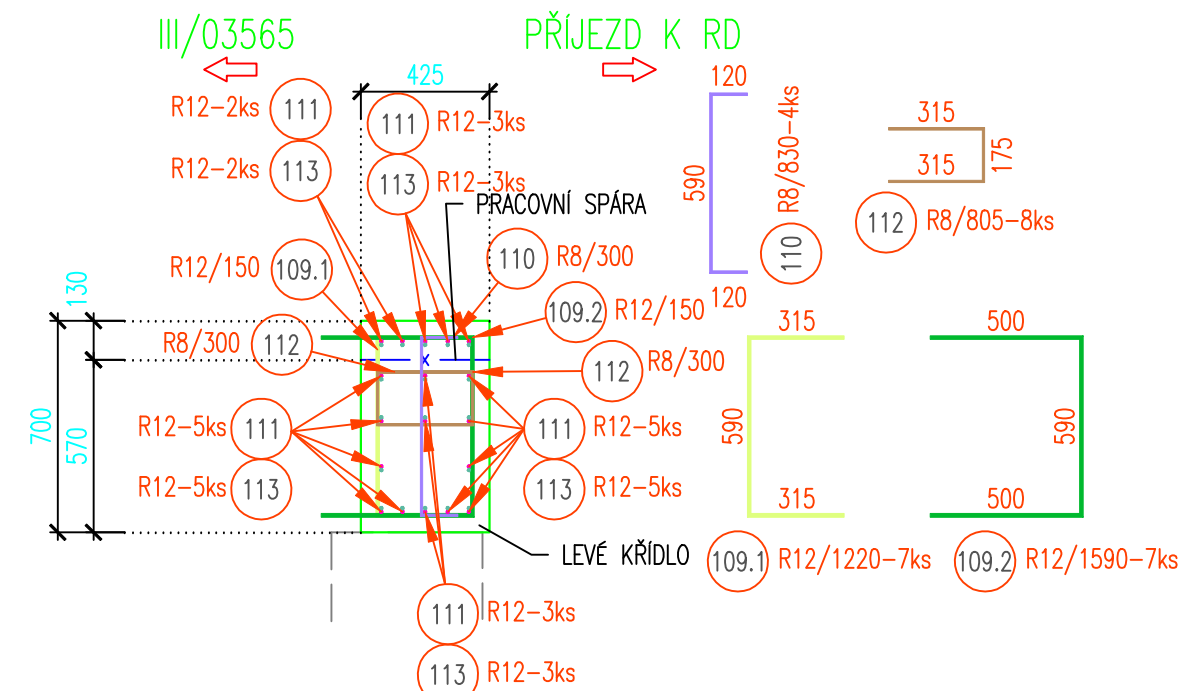 III/03565
PŘÍJEZD K RD
425
R12-2ks 111
R12-2ks 113
111 R12-3ks
113 R12-3ks
PRACOVNÍ SPÁRA
R12/150 109.1
110 R8/300
109.2 R12/150
R8/300 112
112 R8/300
130
700
570
R12-5ks 111
R12-5ks 113
111 R12-5ks
113 R12-5ks
LEVÉ KŘÍDLO
111 R12-3ks
113 R12-3ks
120
590
120
110 R8/830-4ks
315
315
175
112 R8/805-8ks
315
590
315
109.1 R12/1220-7ks
500
590
500
109.2 R12/1590-7ks
X